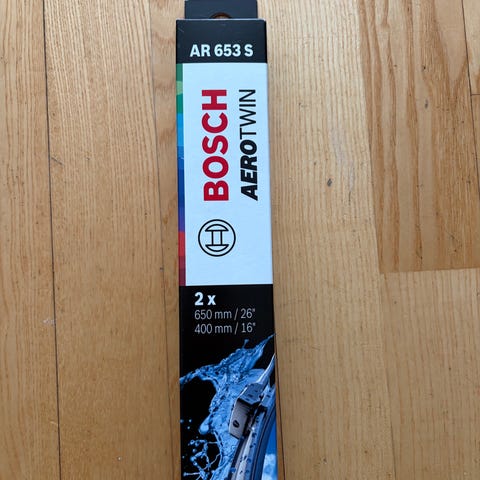 AR 653 S
BOSCH
AEROTWIN
2 x
650 mm / 26"
400 mm / 16"